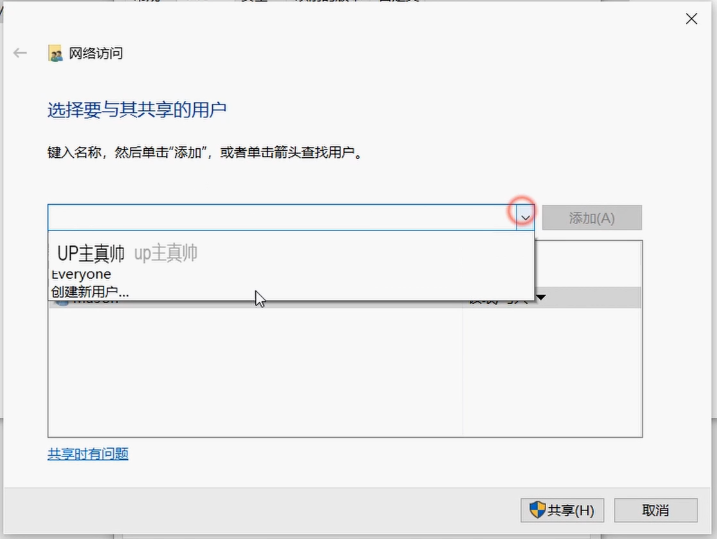 网络访问
选择要与其共享的用户
键入名称，然后单击“添加”，或者单击箭头查找用户。
添加(A)
UP主真帅 up主真帅
Everyone
创建新用户...
共享时有问题
共享(H)
取消